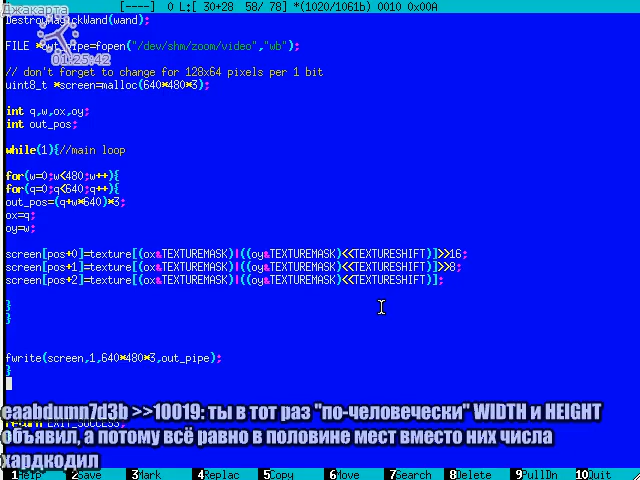 [----]  0 L:[ 30+28  58/ 78] *(1020/1061b) 0010 0x00A
Джакарта
DestroyMagickWand(wand);
FILE *out_pipe=fopen("/dev/shm/zoom/video","wb");
01:25:42
// don't forget to change for 128x64 pixels per 1 bit
uint8_t *screen=malloc(640*480*3);
int q,w,ox,oy;
int out_pos;
while(1){//main loop
for(w=0;w<480;w++){
for(q=0;q<640;q++){
out_pos=(q+w*640)*3;
ox=q;
oy=w;
screen[pos+0]=texture[(ox&TEXTUREMASK)|((oy&TEXTUREMASK)<<TEXTURESHIFT)]>>16;
screen[pos+1]=texture[(ox&TEXTUREMASK)|((oy&TEXTUREMASK)<<TEXTURESHIFT)]>>8;
screen[pos+2]=texture[(ox&TEXTUREMASK)|((oy&TEXTUREMASK)<<TEXTURESHIFT)];
}
}
fwrite(screen,1,640*480*3,out_pipe);
}
eaabdumn7d3b >>10019: ты в тот раз "по-человечески" WIDTH и HEIGHT
return EXIT_SUCCESS;
объявил, а потому всё равно в половине мест вместо них числа
хардкодил
1Help 2Save 3Mark 4Replac 5Copy 6Move 7Search 8Delete 9PullDn 10Quit